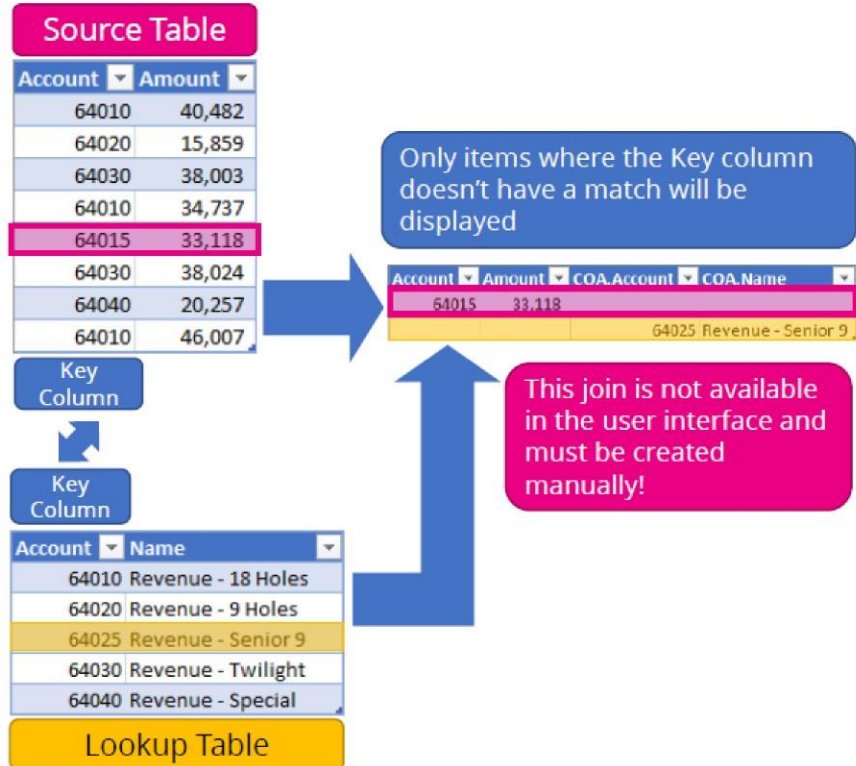 Source Table
Account Amount
64010 40,482
64020 15,859
64030 38,003
64010 34,737
64015 33,118
64030 38,024
64040 20,257
64010 46,007
Key
Column
Key
Column
Account Name
64010 Revenue - 18 Holes
64020 Revenue - 9 Holes
64025 Revenue - Senior 9
64030 Revenue - Twilight
64040 Revenue - Special
Lookup Table
Only items where the Key column
doesn't have a match will be
displayed
Account Amount COA.Account COA.Name
64015 33,118
64025 Revenue - Senior 9
This join is not available
in the user interface and
must be created
manually!